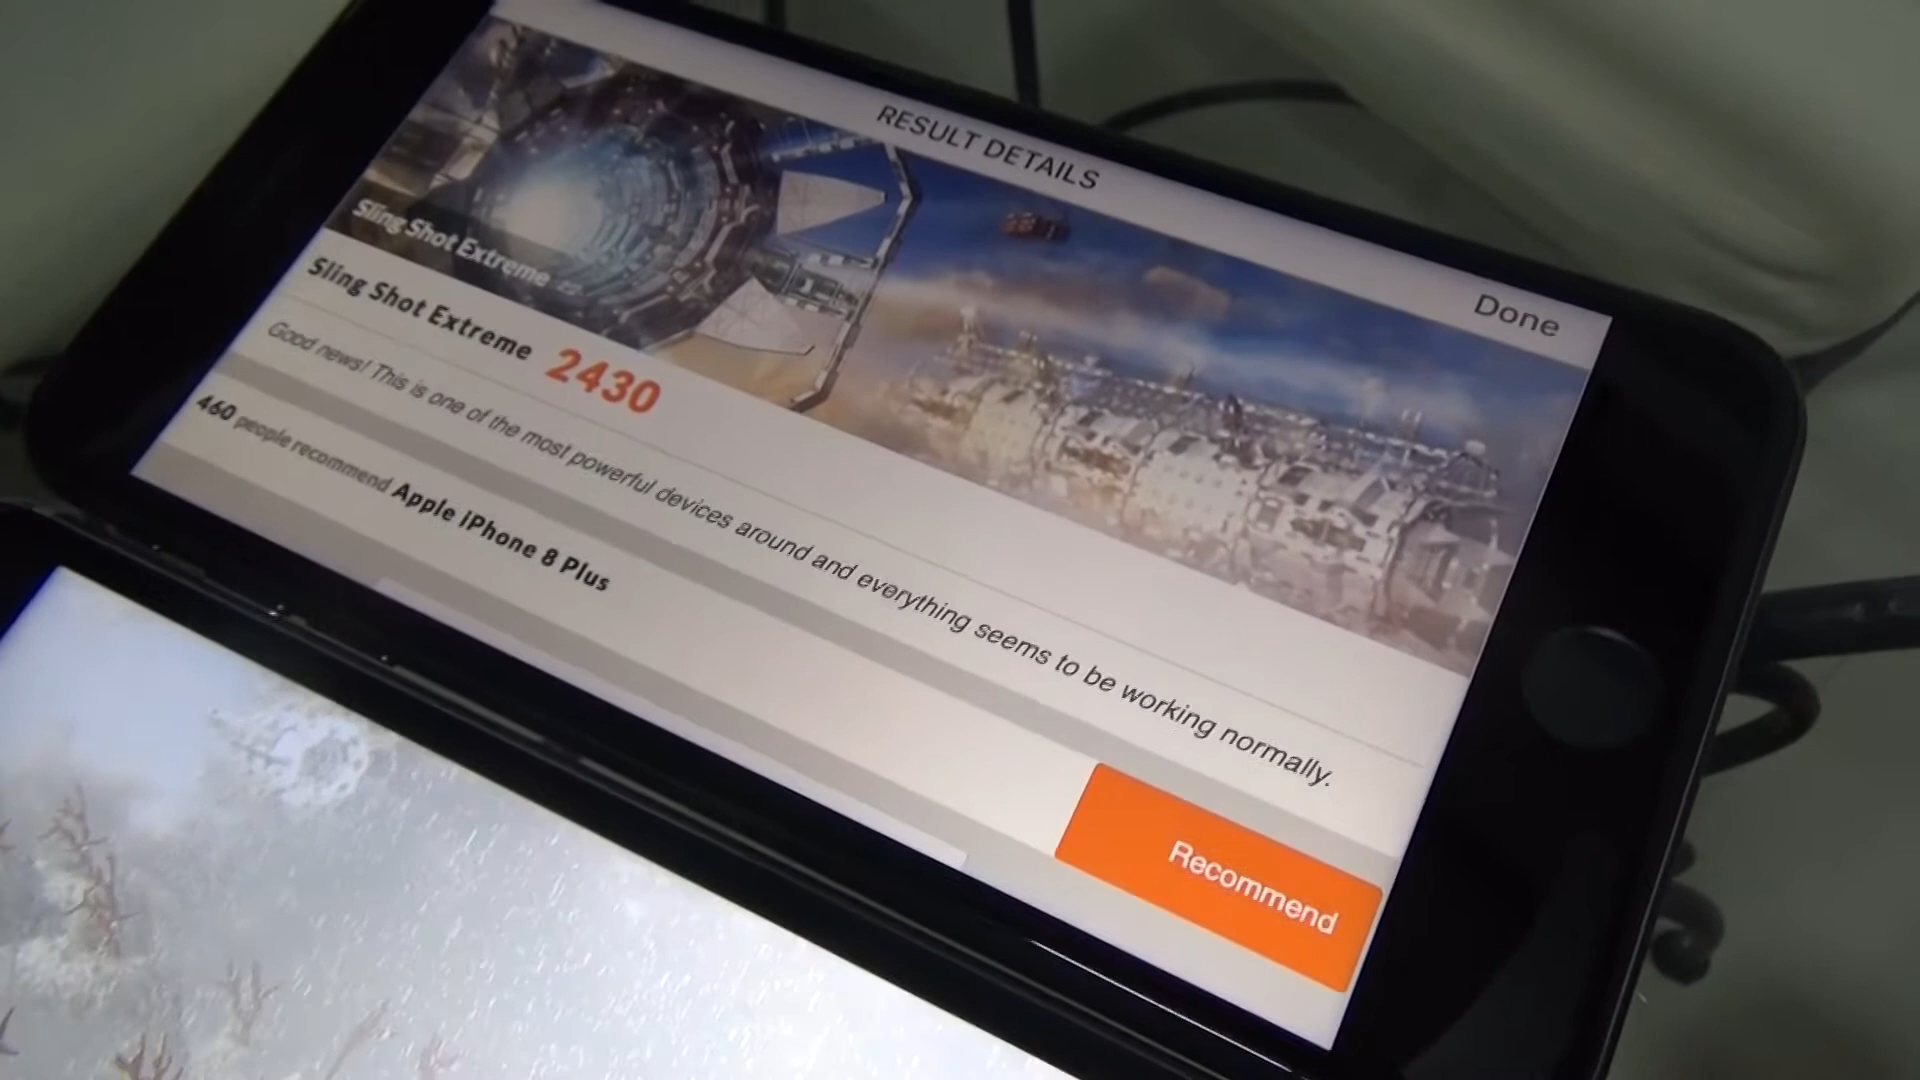 RESULT DETAILS
Done
Sling Shot Extreme
Sling Shot Extreme 2430
Good news! This is one of the most powerful devices around and everything seems to be working normally.
460 people recommend Apple iPhone 8 Plus
Recommend